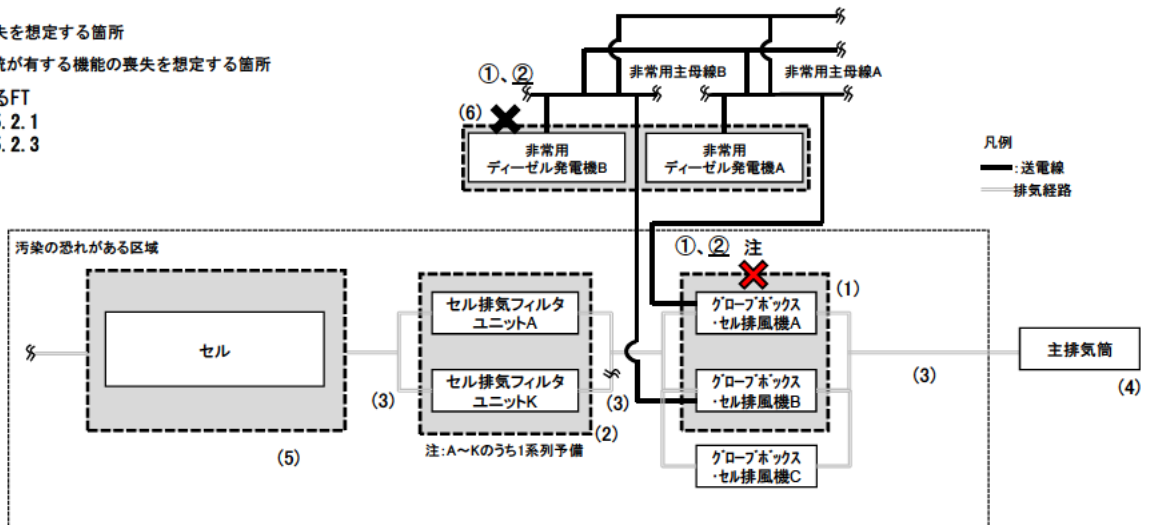 失を想定する箇所
統が有する機能の喪失を想定する箇所
るFT
5.2.1
5.2.3
①、②
非常用主母線B
非常用主母線A
(6)
非常用
ディーゼル発電機B
非常用
ディーゼル発電機A
凡例
:送電線
排気経路
汚染の恐れがある区域
①、② 注
セル
セル排気フィルタ
ユニットA
セル排気フィルタ
ユニットK
グローブボックス
・セル排風機A
グローブボックス
・セル排風機B
グローブボックス
・セル排風機C
主排気筒
(1)
(2)
(3)
(3)
(3)
(4)
(5)
注:A～Kのうち1系列予備